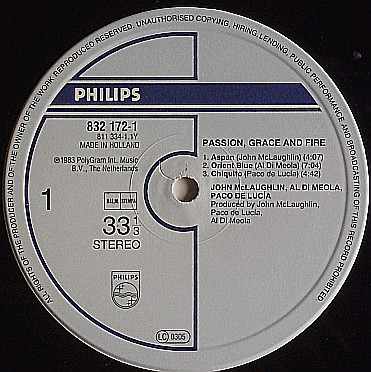 ALL RIGHTS OF THE PRODUCER AND OF THE OWNER OF THE WORK REPRODUCED RESERVED. UNAUTHORISED COPYING, HIRING, LENDING, PUBLIC PERFORMANCE AND BROADCASTING OF THIS RECORD PROHIBITED.
PHILIPS
832 172-1
811 334-1.1Y
MADE IN HOLLAND
℗1983 PolyGram Int. Music
B.V., The Netherlands
1
B.I.E.M. STEMRA
33 1/3
STEREO
PHILIPS
LC 0305
PASSION, GRACE AND FIRE
1. Aspan (John McLaughlin) (4:07)
2. Orient Blue (Al Di Meola) (7:04)
3. Chiquito (Paco de Lucia) (4:42)
JOHN McLAUGHLIN, AL DI MEOLA,
PACO DE LUCÍA
Produced by John McLaughlin,
Paco de Lucía,
Al Di Meola